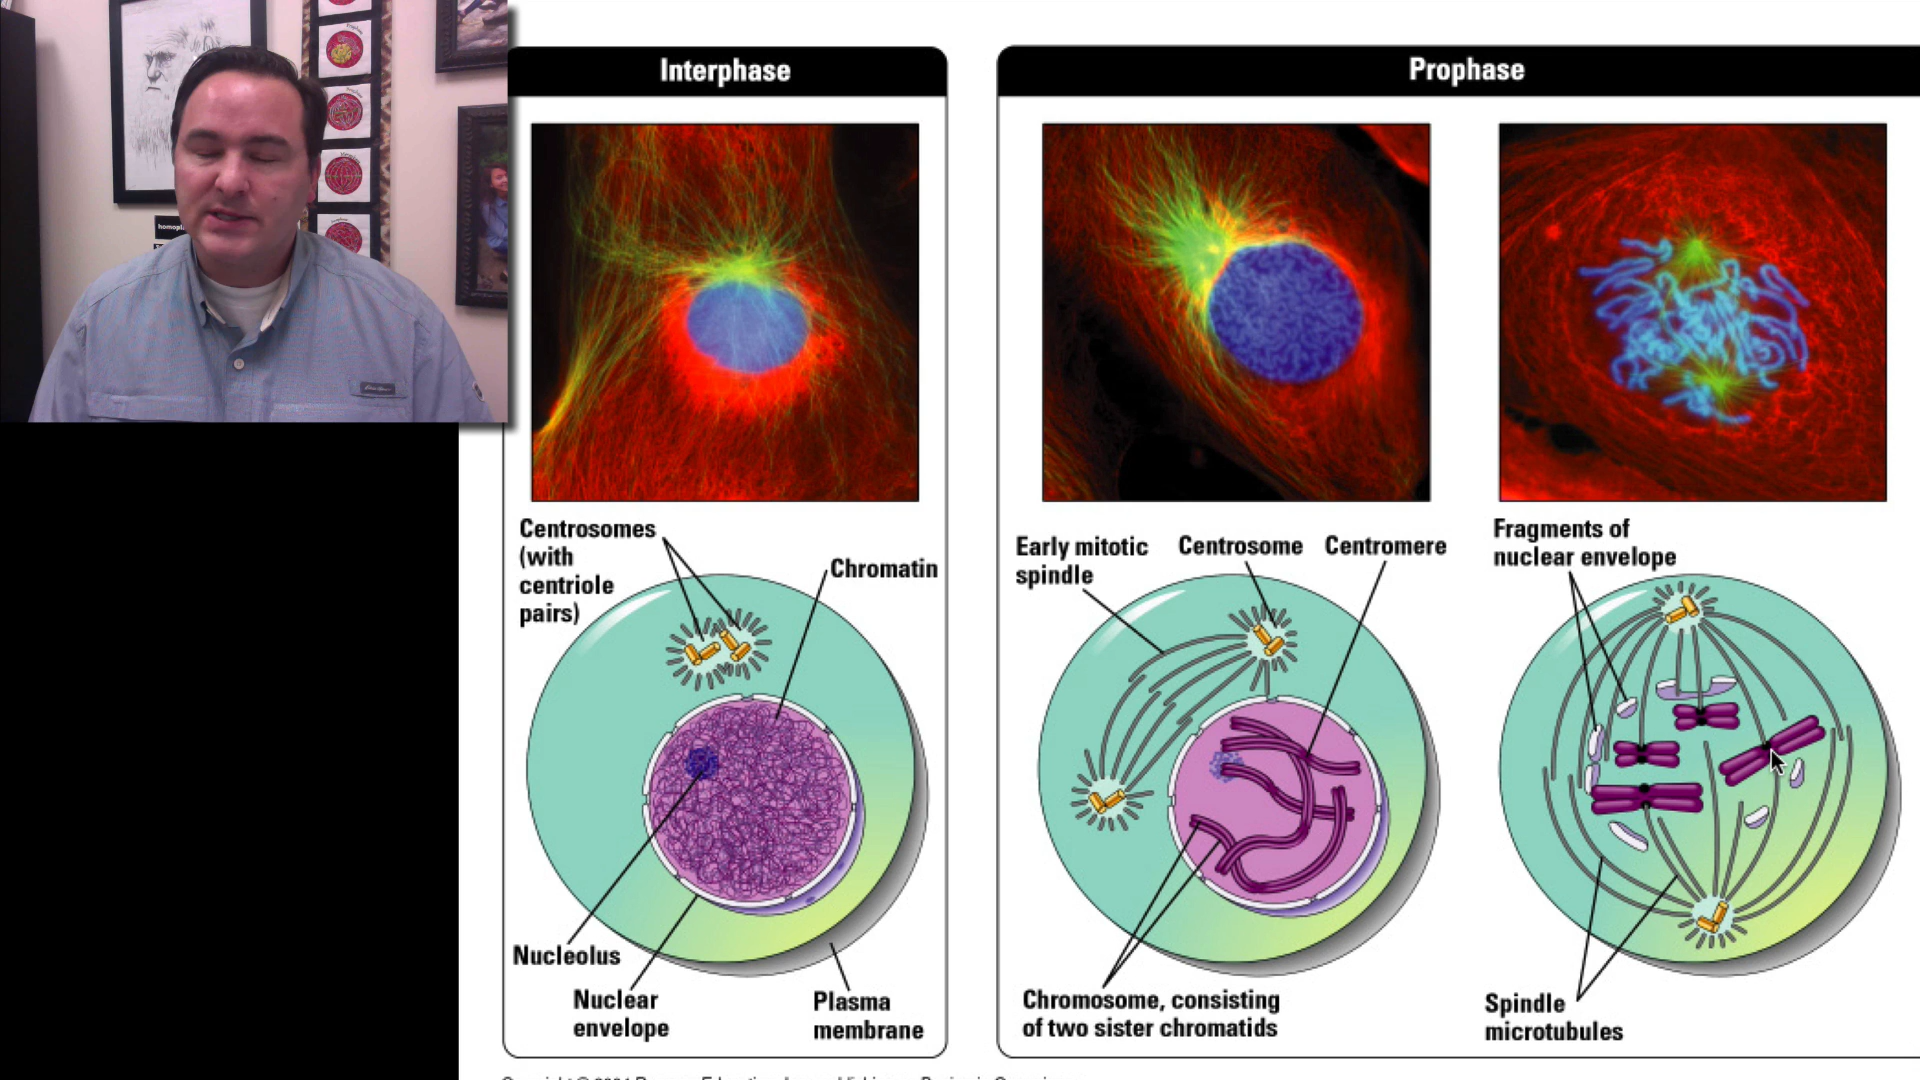 Interphase
Prophase
Centrosomes
(with
centriole
pairs)
Chromatin
Early mitotic
spindle
Centrosome
Centromere
Fragments of
nuclear envelope
Nucleolus
Nuclear
envelope
Plasma
membrane
Chromosome, consisting
of two sister chromatids
Spindle
microtubules